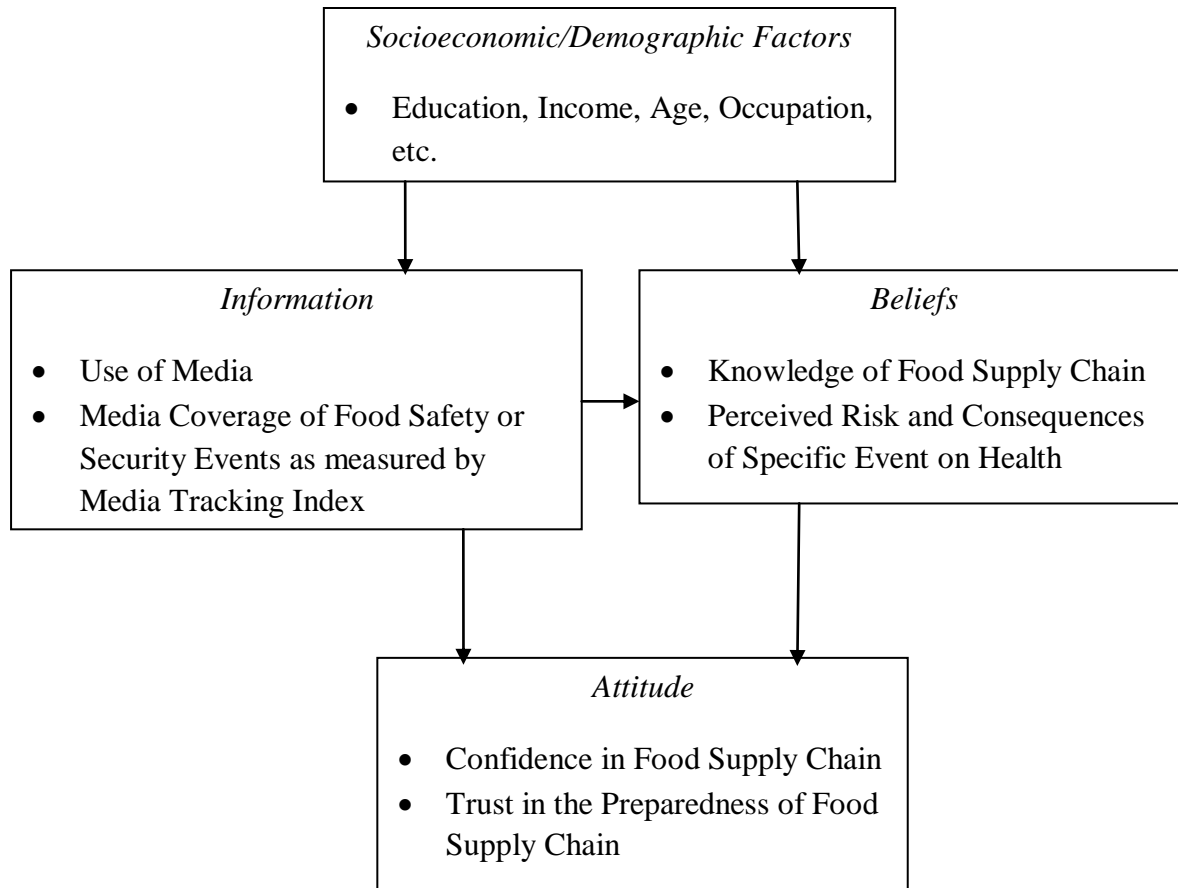 Socioeconomic/Demographic Factors
• Education, Income, Age, Occupation,
etc.
Information
• Use of Media
• Media Coverage of Food Safety or
Security Events as measured by
Media Tracking Index
Beliefs
• Knowledge of Food Supply Chain
• Perceived Risk and Consequences
of Specific Event on Health
Attitude
• Confidence in Food Supply Chain
• Trust in the Preparedness of Food
Supply Chain